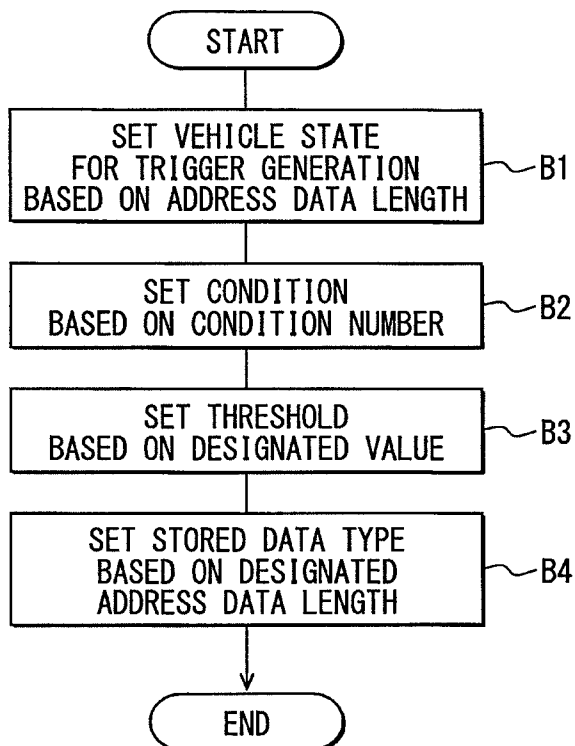 START
SET VEHICLE STATE
FOR TRIGGER GENERATION
BASED ON ADDRESS DATA LENGTH
B1
SET CONDITION
BASED ON CONDITION NUMBER
B2
SET THRESHOLD
BASED ON DESIGNATED VALUE
B3
SET STORED DATA TYPE
BASED ON DESIGNATED
ADDRESS DATA LENGTH
B4
END